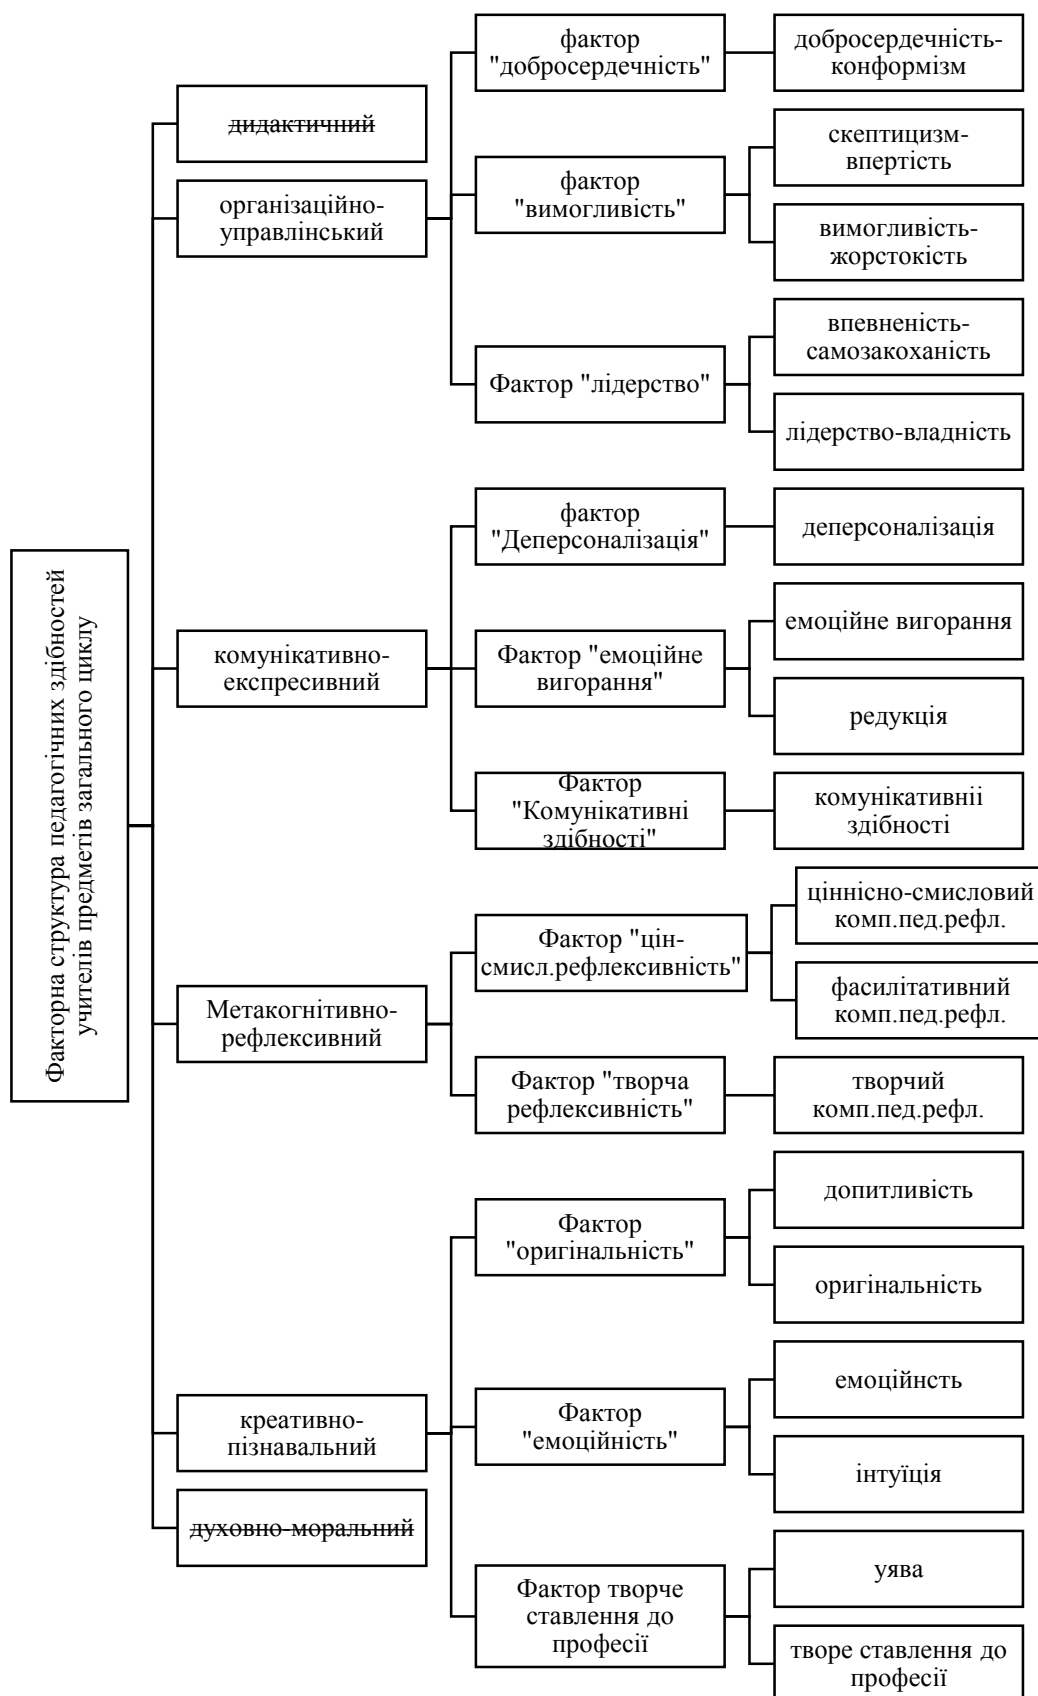 Факторна структура педагогічних здібностей
учителів предметів загального циклу
дидактичний
організаційно-
управлінський
фактор
"добросердечність"
добросердечність-
конформізм
фактор
"вимогливість"
скептицизм-
впертість
вимогливість-
жорстокість
Фактор "лідерство"
впевненість-
самозакоханість
лідерство-владність
комунікативно-
експресивний
фактор
"Деперсоналізація"
деперсоналізація
Фактор "емоційне
вигорання"
емоційне вигорання
редукція
Фактор
"Комунікативні
здібності"
комунікативніі
здібності
Метакогнітивно-
рефлексивний
Фактор "цін-
смисл.рефлексивність"
ціннісно-смисловий
комп.пед.рефл.
фасилітативний
комп.пед.рефл.
Фактор "творча
рефлексивність"
творчий
комп.пед.рефл.
креативно-
пізнавальний
Фактор
"оригінальність"
допитливість
оригінальність
Фактор
"емоційність"
емоційнсть
інтуїція
Фактор творче
ставлення до
професії
уява
творе ставлення до
професії
духовно-моральний